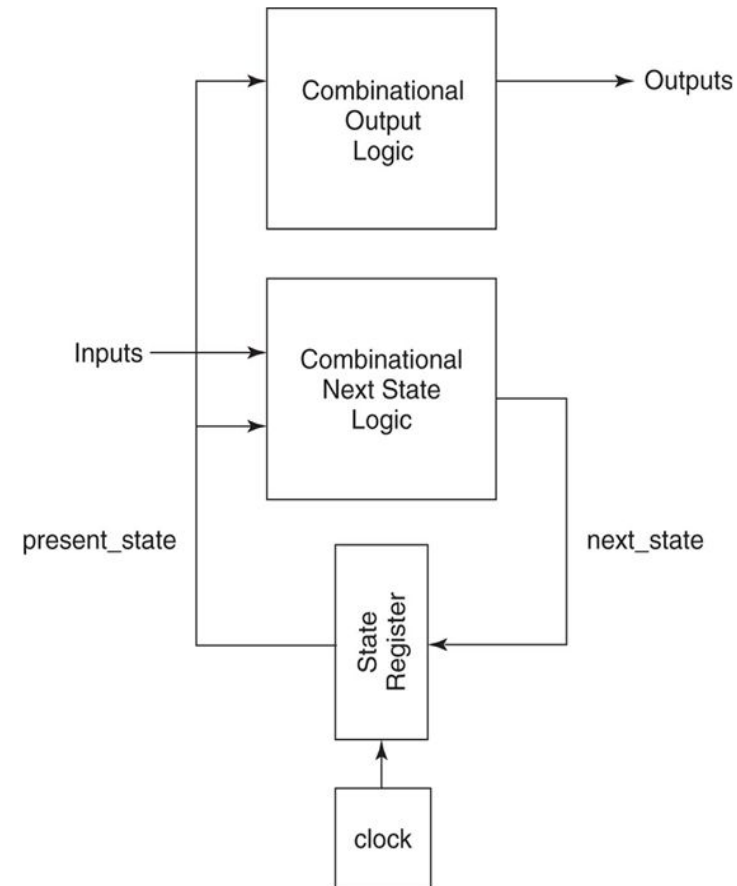 Combinational
Output
Logic
Outputs
Inputs
Combinational
Next State
Logic
present_state
next_state
State
Register
clock